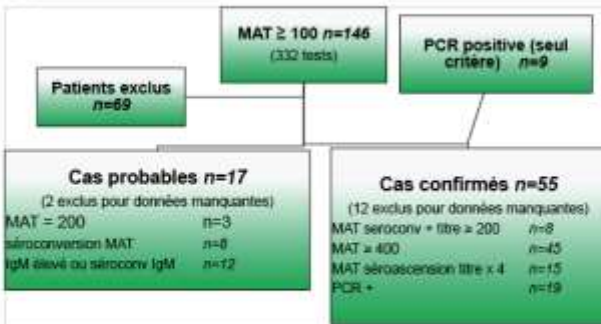 MAT ≥ 100 n=146
(332 tests)
PCR positive (seul
critère) n=9
Patients exclus
n=69
Cas probables n=17
(2 exclus pour données manquantes)
MAT = 200 n=3
séroconversion MAT n=8
IgM élevé ou séroconv IgM n=12
Cas confirmés n=55
(12 exclus pour données manquantes)
MAT seroconv + titre ≥ 200 n=8
MAT ≥ 400 n=45
MAT séroascension titre x 4 n=15
PCR + n=19